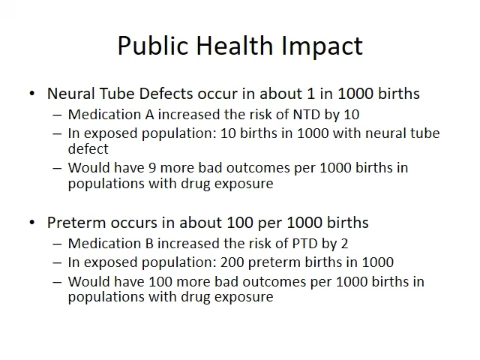 Public Health Impact
• Neural Tube Defects occur in about 1 in 1000 births
– Medication A increased the risk of NTD by 10
– In exposed population: 10 births in 1000 with neural tube
defect
– Would have 9 more bad outcomes per 1000 births in
populations with drug exposure
• Preterm occurs in about 100 per 1000 births
– Medication B increased the risk of PTD by 2
– In exposed population: 200 preterm births in 1000
– Would have 100 more bad outcomes per 1000 births in
populations with drug exposure